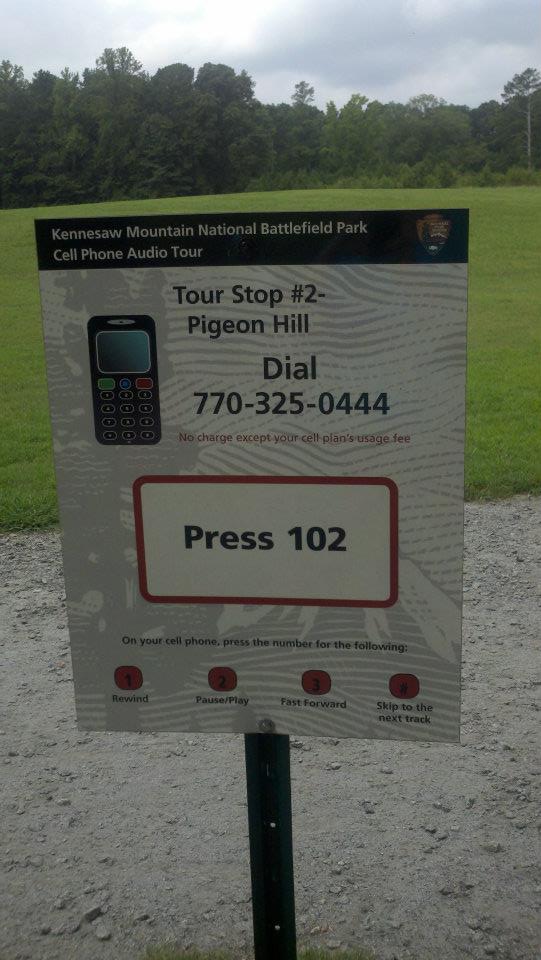 Kennesaw Mountain National Battlefield Park
Cell Phone Audio Tour
Tour Stop #2-
Pigeon Hill
Dial
770-325-0444
No charge except your cell plan's usage fee
Press 102
On your cell phone, press the number for the following:
1 2 3 #
Rewind Pause/Play Fast Forward Skip to the
next track